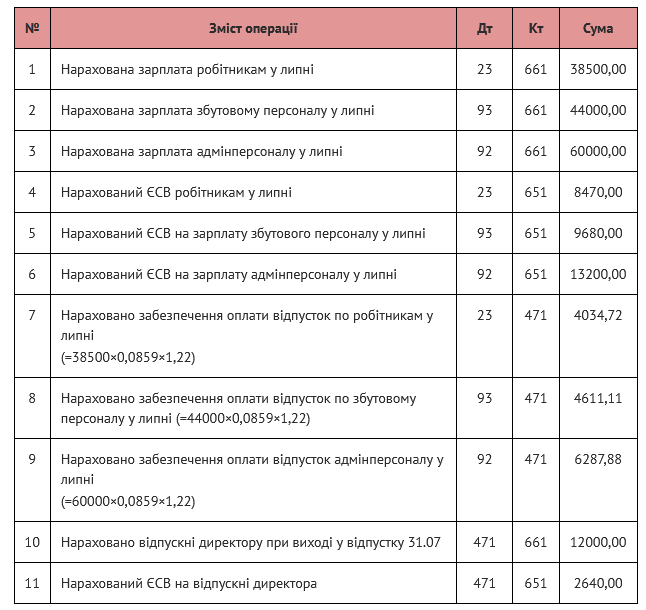 № Зміст операції Дт Кт Сума
1 Нарахована зарплата робітникам у липні 23 661 38500,00
2 Нарахована зарплата збутовому персоналу у липні 93 661 44000,00
3 Нарахована зарплата адмінперсоналу у липні 92 661 60000,00
4 Нарахований ЄСВ робітникам у липні 23 651 8470,00
5 Нарахований ЄСВ на зарплату збутового персоналу у липні 93 651 9680,00
6 Нарахований ЄСВ на зарплату адмінперсоналу у липні 92 651 13200,00
7 Нараховано забезпечення оплати відпусток по робітникам у 23 471 4034,72
липні
(=38500×0,0859×1,22)
8 Нараховано забезпечення оплати відпусток по збутовому 93 471 4611,11
персоналу у липні (=44000×0,0859×1,22)
9 Нараховано забезпечення оплати відпусток адмінперсоналу у 92 471 6287,88
липні
(=60000×0,0859×1,22)
10 Нараховано відпускні директору при виході у відпустку 31.07 471 661 12000,00
11 Нарахований ЄСВ на відпускні директора 471 651 2640,00